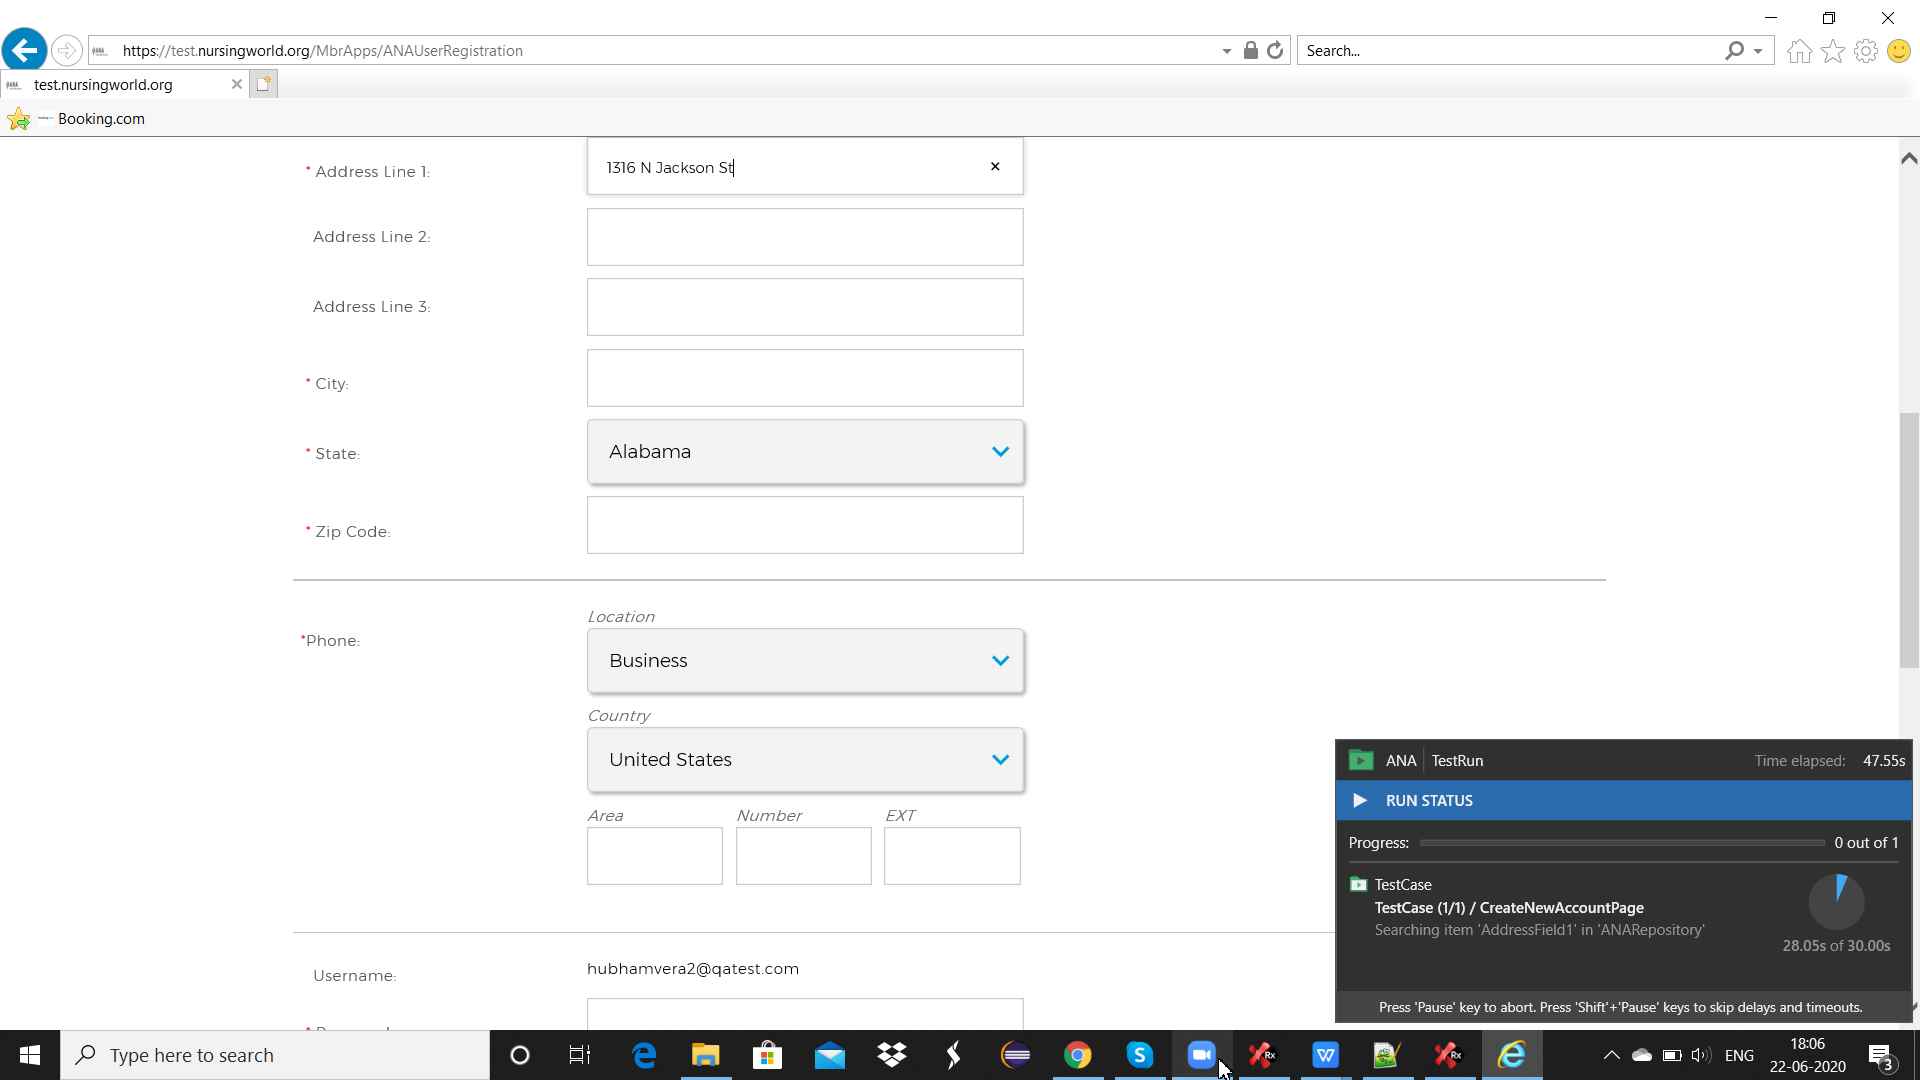 https://test.nursingworld.org/MbrApps/ANAUserRegistration
Search...
test.nursingworld.org
Booking.com
* Address Line 1:
1316 N Jackson St
Address Line 2:
Address Line 3:
* City:
* State:
Alabama
* Zip Code:
Location
*Phone:
Business
Country
United States
Area Number EXT
Username:
hubhamvera2@qatest.com
ANA TestRun Time elapsed: 47.55s
RUN STATUS
Progress: 0 out of 1
TestCase
TestCase (1/1) / CreateNewAccountPage
Searching item 'AddressField1' in 'ANARepository'
28.05s of 30.00s
Press 'Pause' key to abort. Press 'Shift'+'Pause' keys to skip delays and timeouts.
Type here to search
Rx
Rx
ENG
18:06
22-06-2020
3